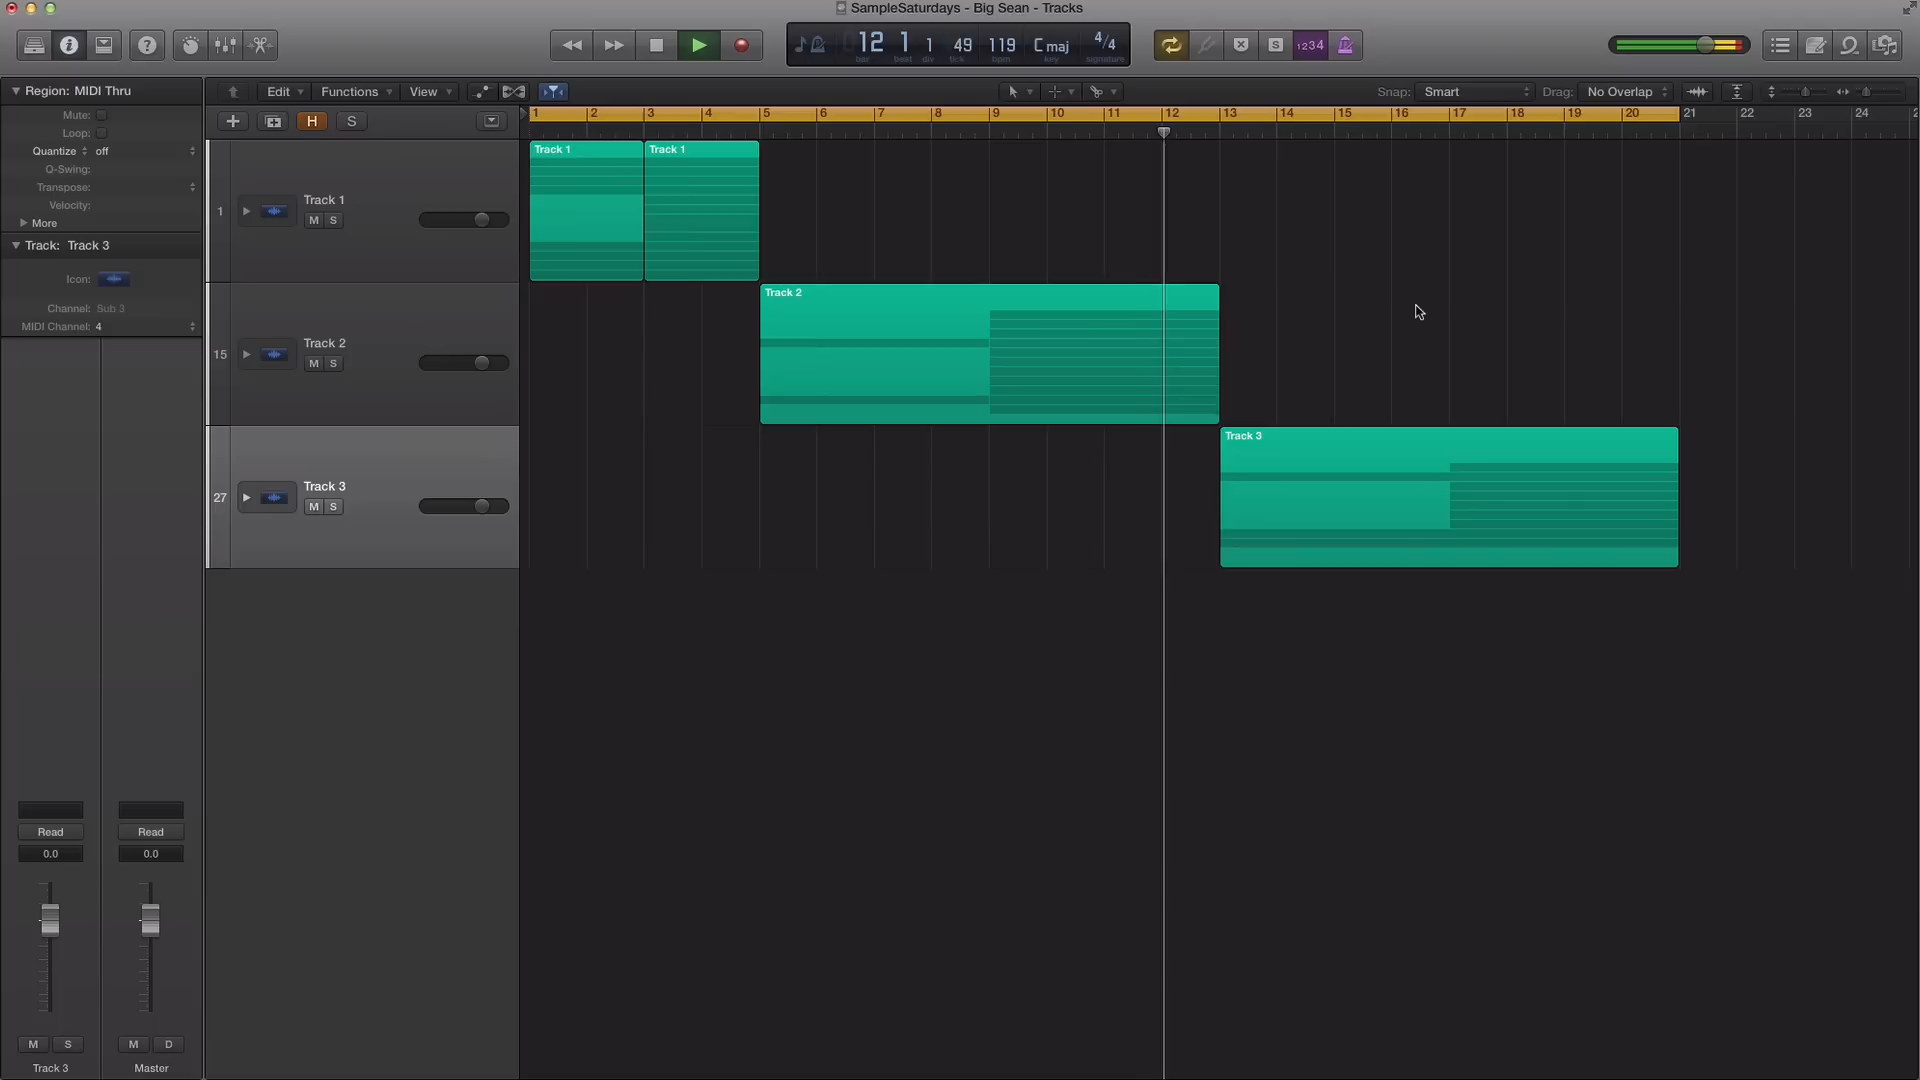 SampleSaturdays - Big Sean - Tracks
12 1 1 49 119 C maj 4/4
bar beat div tick bpm key signature
S 1234
Region: MIDI Thru
Edit Functions View
Snap: Smart Drag: No Overlap
Mute:
Loop:
Quantize off
Q-Swing:
Transpose:
Velocity:
More
H S
1 2 3 4 5 6 7 8 9 10 11 12 13 14 15 16 17 18 19 20 21 22 23 24 2
Track: Track 3
Icon:
Channel: Sub 3
MIDI Channel: 4
1 Track 1
M S
Track 1 Track 1
15 Track 2
M S
Track 2
27 Track 3
M S
Track 3
Read Read
0.0 0.0
M S M D
Track 3 Master